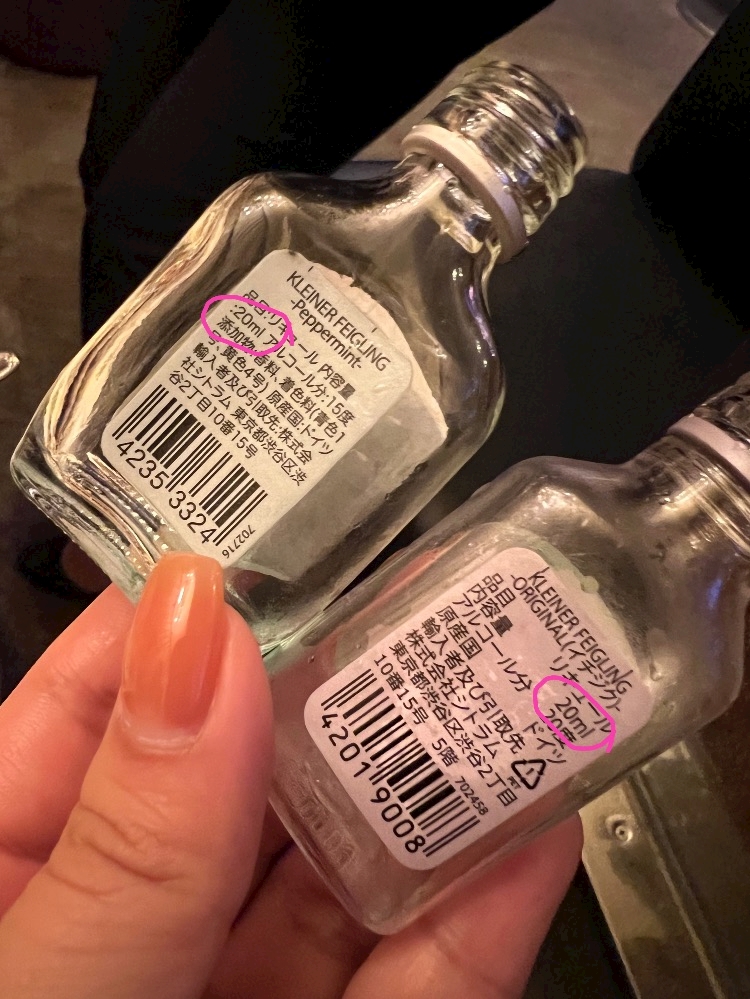 KLEINER FEIGLING
-Peppermint-
品目:リキュール 内容量
:20ml アルコール分:15度
添加物:香料、着色料(青色1
号、黄色4号) 原産国:ドイツ
輸入者及び引取先:株式会
社シトラム 東京都渋谷区渋
谷2丁目10番15号
4235 3324
702716
KLEINER FEIGLING
-ORIGINAL(イチジク)-
品目 リキュール
内容量 20ml
アルコール分 20度
原産国 ドイツ
輸入者及び引取先
株式会社シトラム
東京都渋谷区渋谷2丁目
10番15号 5階
PET
702458
4201 9008